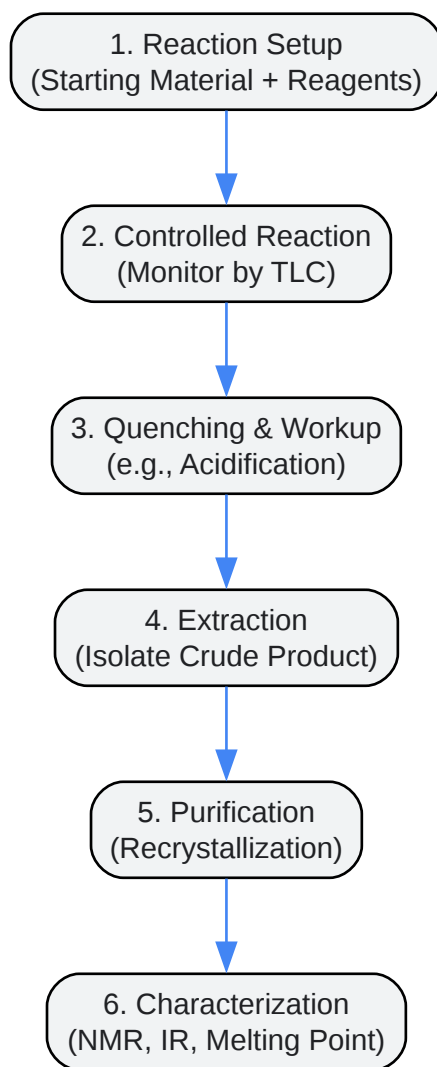 1. Reaction Setup
(Starting Material + Reagents)
2. Controlled Reaction
(Monitor by TLC)
3. Quenching & Workup
(e.g., Acidification)
4. Extraction
(Isolate Crude Product)
5. Purification
(Recrystallization)
6. Characterization
(NMR, IR, Melting Point)